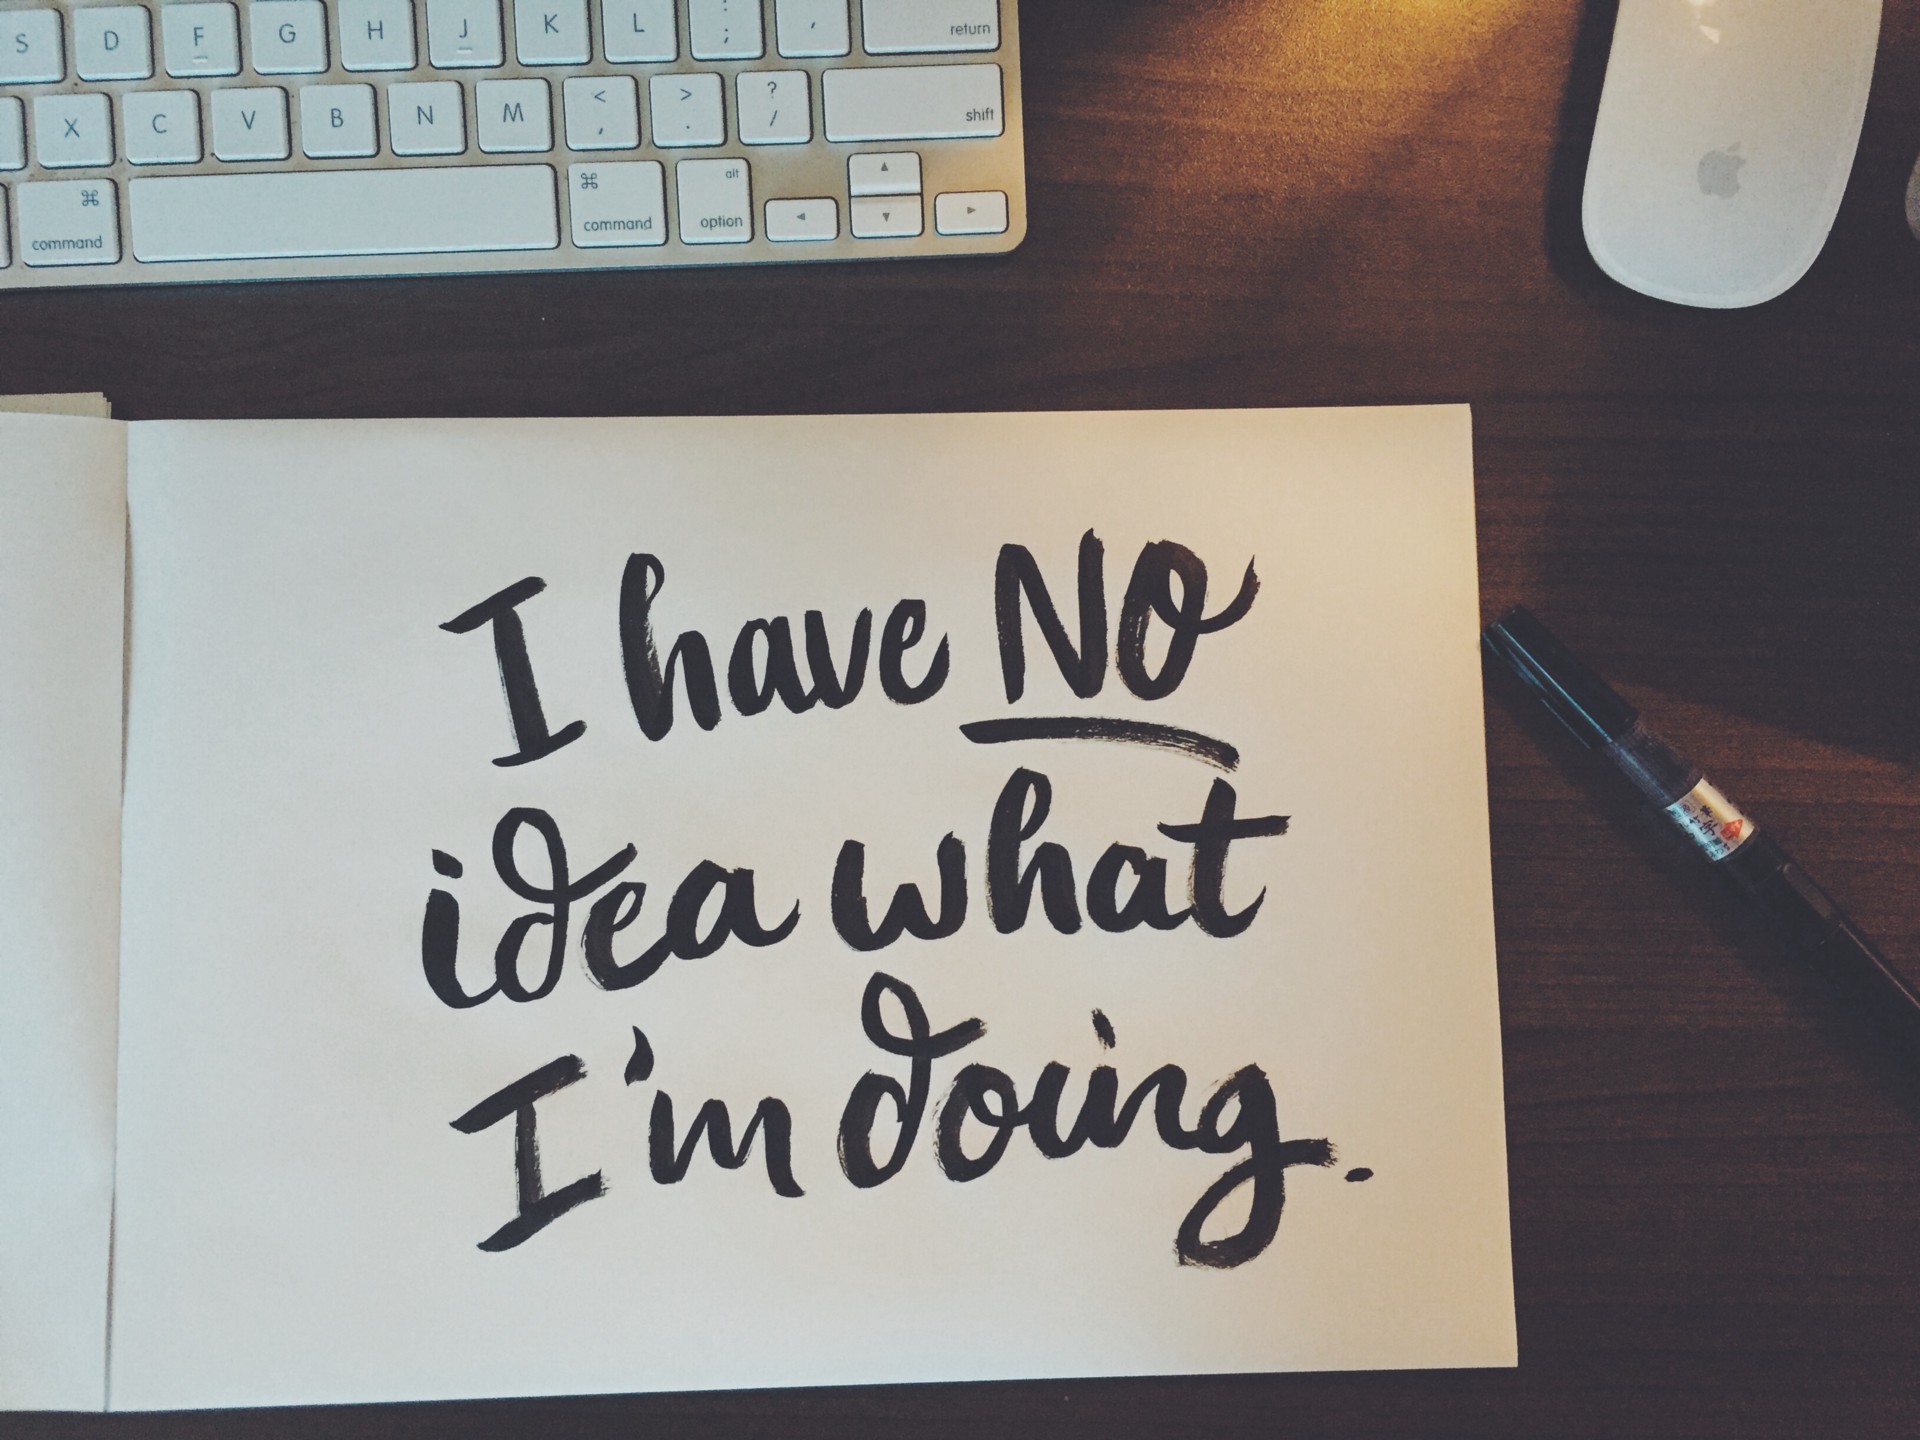 S D F G H J K L : ; , return
X C V B N M < , > . ? / shift
⌘ command ⌘ command alt option
I have NO
idea what
I'm doing.